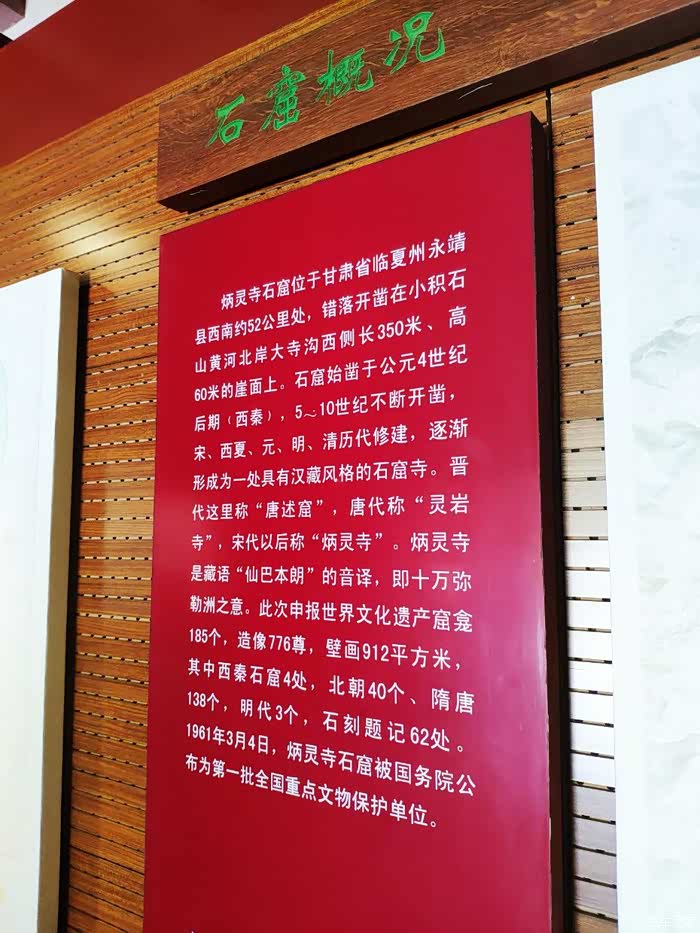 石窟概况
炳灵寺石窟位于甘肃省临夏州永靖
县西南约52公里处，错落开凿在小积石
山黄河北岸大寺沟西侧长350米、高
60米的崖面上。石窟始凿于公元4世纪
后期（西秦），5～10世纪不断开凿，
宋、西夏、元、明、清历代修建，逐渐
形成为一处具有汉藏风格的石窟寺。晋
代这里称“唐述窟”，唐代称“灵岩
寺”，宋代以后称“炳灵寺”。炳灵寺
是藏语“仙巴本朗”的音译，即十万弥
勒洲之意。此次申报世界文化遗产窟龛
185个，造像776尊，壁画912平方米，
其中西秦石窟4处，北朝40个、隋唐
138个，明代3个，石刻题记62处。
1961年3月4日，炳灵寺石窟被国务院公
布为第一批全国重点文物保护单位。